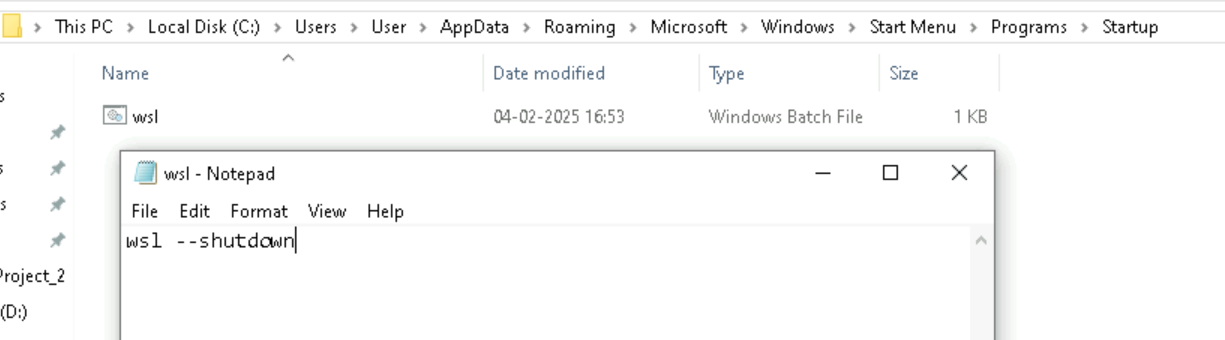 This PC > Local Disk (C:) > Users > User > AppData > Roaming > Microsoft > Windows > Start Menu > Programs > Startup
Name Date modified Type Size
s
wsl 04-02-2025 16:53 Windows Batch File 1 KB
s
wsl - Notepad
s
File Edit Format View Help
wsl --shutdown
Project_2
(D:)